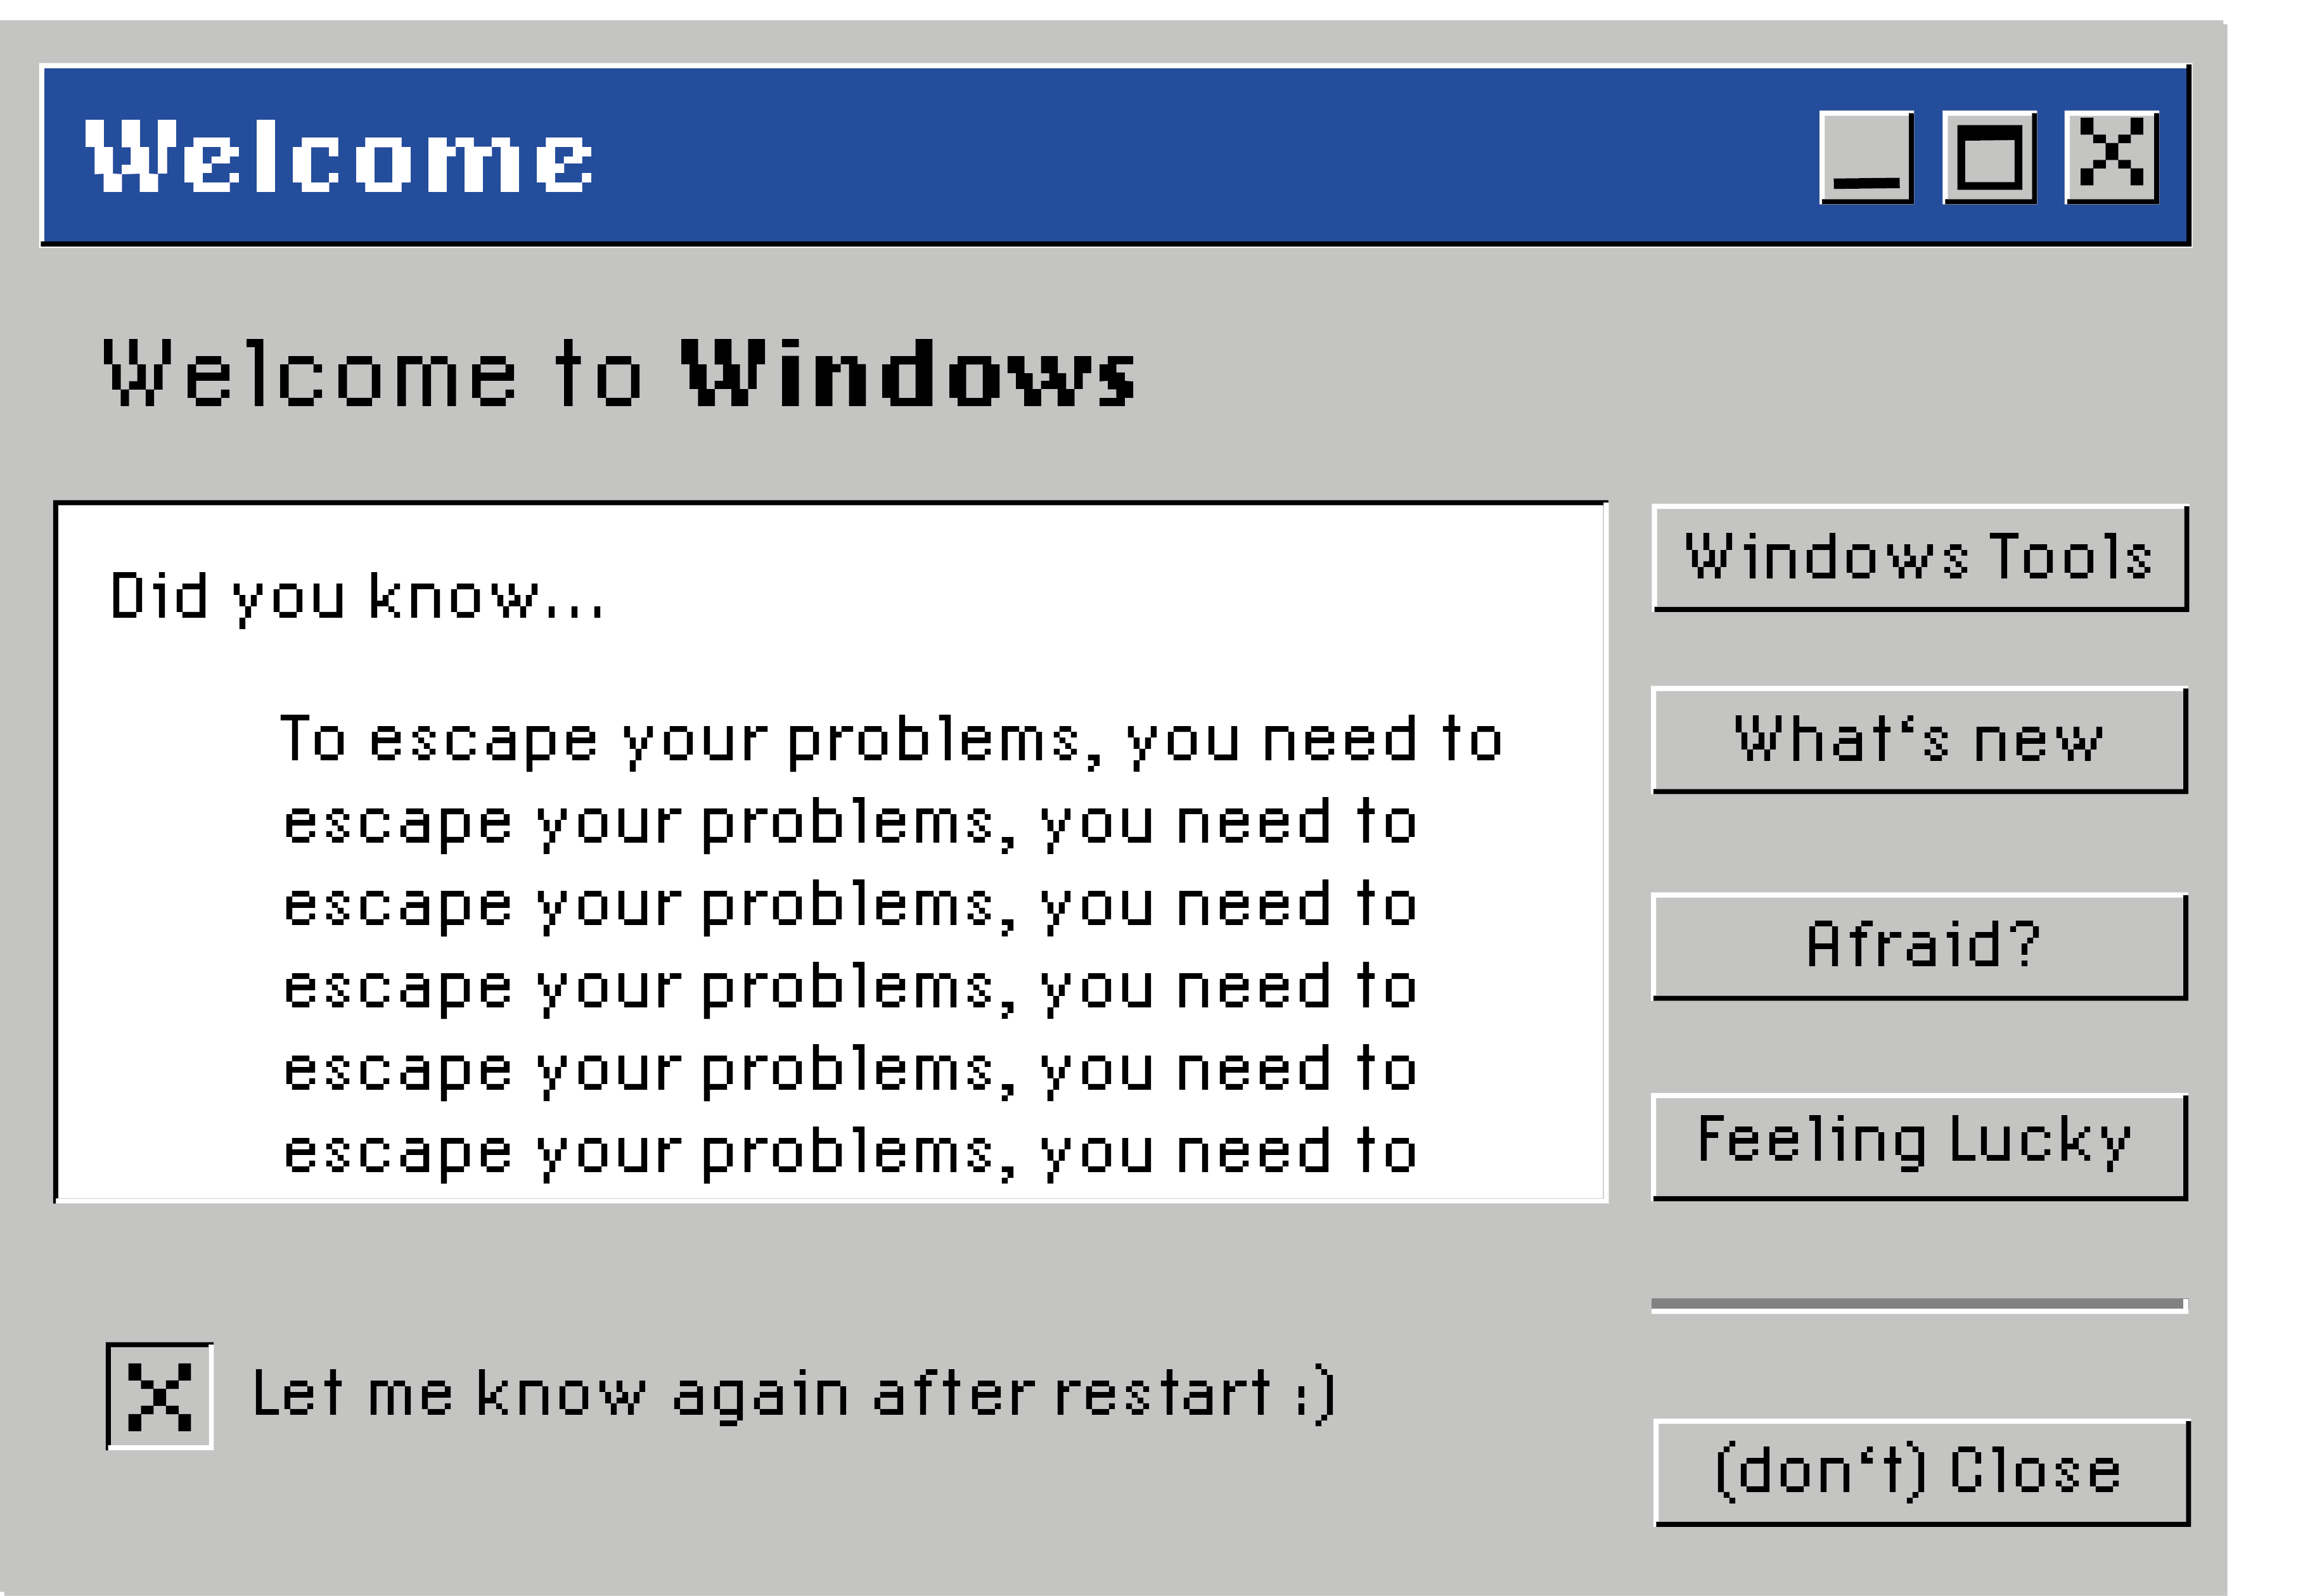 Welcome
Welcome to Windows
Did you know...
To escape your problems, you need to
escape your problems, you need to
escape your problems, you need to
escape your problems, you need to
escape your problems, you need to
escape your problems, you need to
Windows Tools
What‘s new
Afraid?
Feeling Lucky
Let me know again after restart :)
(don‘t) Close